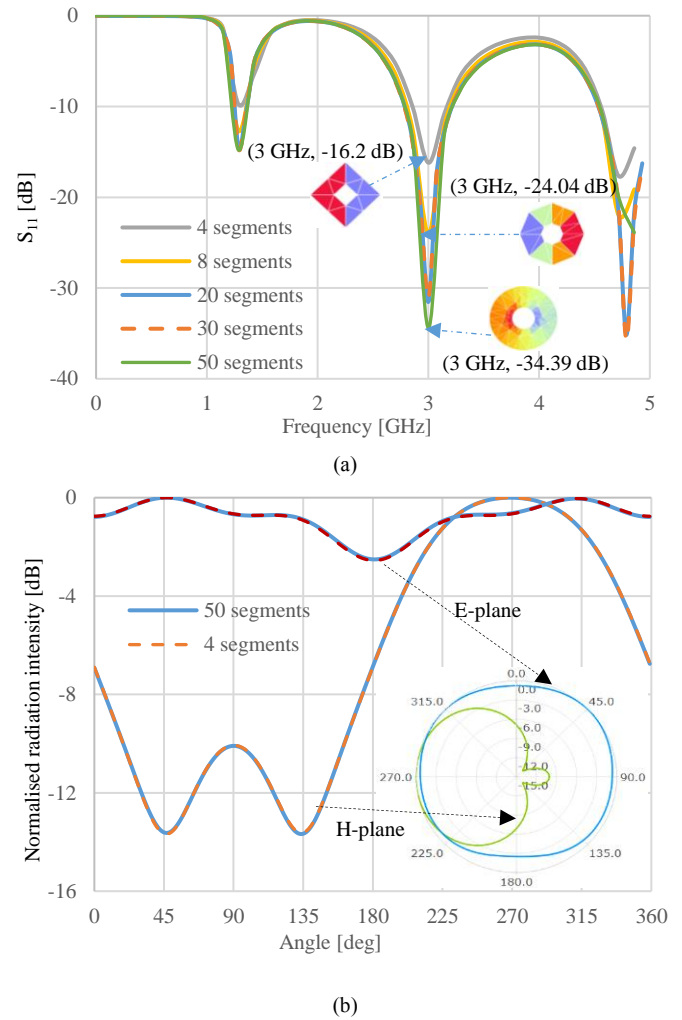 0
-10
-20
-30
-40
S11 [dB]
(3 GHz, -16.2 dB)
(3 GHz, -24.04 dB)
4 segments
8 segments
20 segments
30 segments
50 segments
(3 GHz, -34.39 dB)
0 1 2 3 4 5
Frequency [GHz]
(a)
0
-4
-8
-12
-16
Normalised radiation intensity [dB]
50 segments
4 segments
E-plane
H-plane
0.0
315.0 0.0 45.0
-3.0
-6.0
-9.0
-12.0
270.0 -15.0 90.0
225.0 135.0
180.0
0 45 90 135 180 225 270 315 360
Angle [deg]
(b)